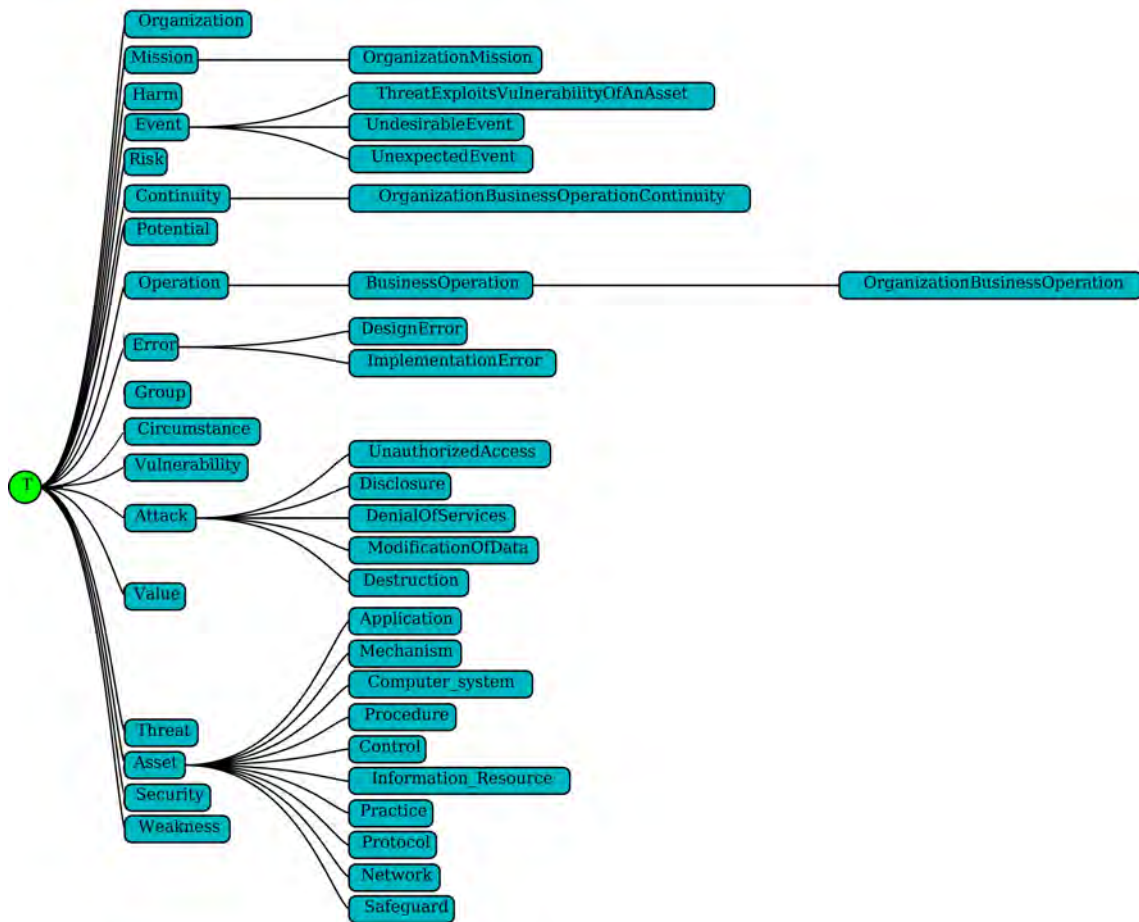 Organization
Mission
OrganizationMission
Harm
ThreatExploitsVulnerabilityOfAnAsset
Event
UndesirableEvent
Risk
UnexpectedEvent
Continuity
OrganizationBusinessOperationContinuity
Potential
Operation
BusinessOperation
OrganizationBusinessOperation
DesignError
Error
ImplementationError
Group
Circumstance
UnauthorizedAccess
Vulnerability
T
Disclosure
Attack
DenialOfServices
ModificationOfData
Destruction
Value
Application
Mechanism
Computer_system
Procedure
Threat
Control
Asset
Information_Resource
Security
Practice
Weakness
Protocol
Network
Safeguard